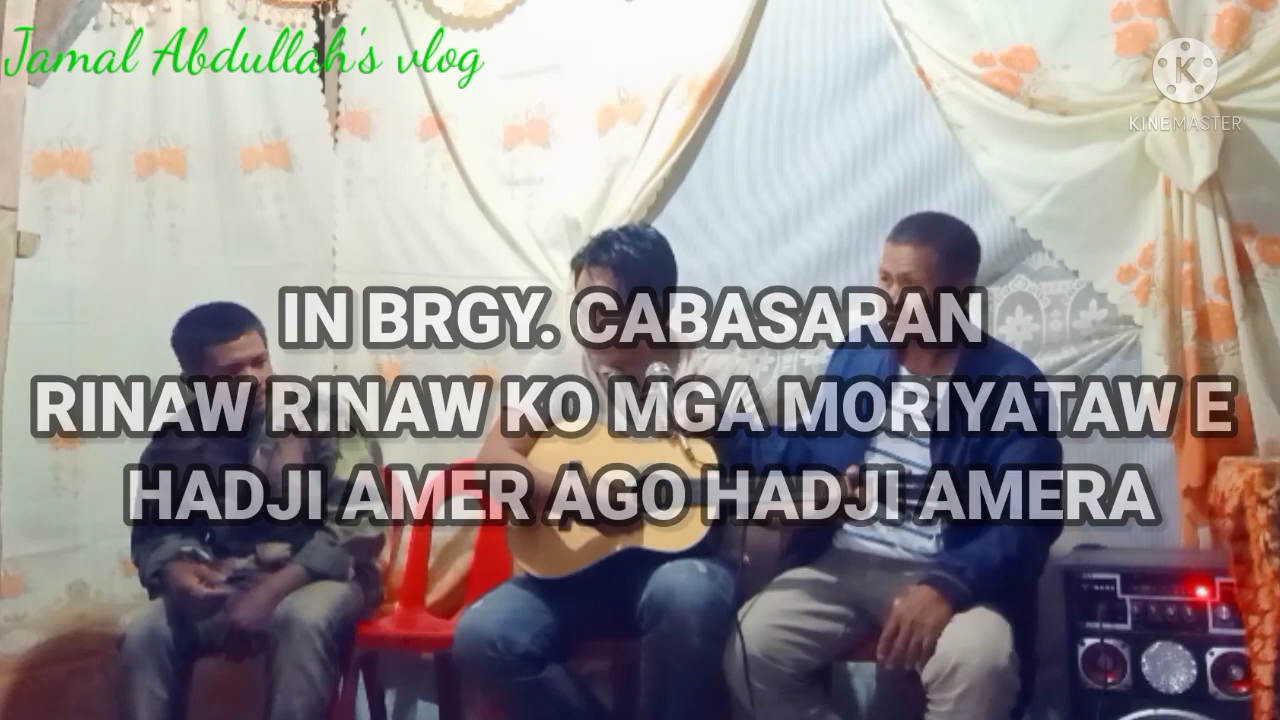 Jamal Abdullah's vlog
KINEMASTER
IN BRGY. CABASARAN
RINAW RINAW KO MGA MORIYATAW E
HADJI AMER AGO HADJI AMERA